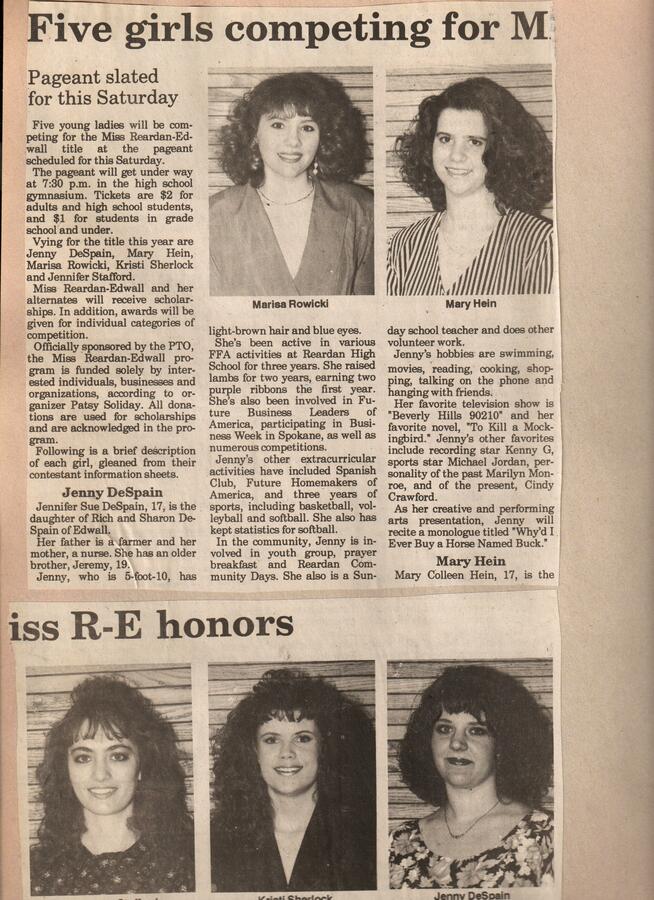 Five girls competing for M
Pageant slated
for this Saturday
Five young ladies will be com-
peting for the Miss Reardan-Ed-
wall title at the pageant
scheduled for this Saturday.
The pageant will get under way
at 7:30 p.m. in the high school
gymnasium. Tickets are $2 for
adults and high school students,
and $1 for students in grade
school and under.
Vying for the title this year are
Jenny DeSpain, Mary Hein,
Marisa Rowicki, Kristi Sherlock
and Jennifer Stafford.
Miss Reardan-Edwall and her
alternates will receive scholar-
ships. In addition, awards will be
given for individual categories of
competition.
Officially sponsored by the PTO,
the Miss Reardan-Edwall pro-
gram is funded solely by inter-
ested individuals, businesses and
organizations, according to or-
ganizer Patsy Soliday. All dona-
tions are used for scholarships
and are acknowledged in the pro-
gram.
Following is a brief description
of each girl, gleaned from their
contestant information sheets.
Jenny DeSpain
Jennifer Sue DeSpain, 17, is the
daughter of Rich and Sharon De-
Spain of Edwall.
Her father is a farmer and her
mother, a nurse. She has an older
brother, Jeremy, 19.
Jenny, who is 5-foot-10, has
Marisa Rowicki
light-brown hair and blue eyes.
She's been active in various
FFA activities at Reardan High
School for three years. She raised
lambs for two years, earning two
purple ribbons the first year.
She's also been involved in Fu-
ture Business Leaders of
America, participating in Busi-
ness Week in Spokane, as well as
numerous competitions.
Jenny's other extracurricular
activities have included Spanish
Club, Future Homemakers of
America, and three years of
sports, including basketball, vol-
leyball and softball. She also has
kept statistics for softball.
In the community, Jenny is in-
volved in youth group, prayer
breakfast and Reardan Com-
munity Days. She also is a Sun-
Mary Hein
day school teacher and does other
volunteer work.
Jenny's hobbies are swimming,
movies, reading, cooking, shop-
ping, talking on the phone and
hanging with friends.
Her favorite television show is
"Beverly Hills 90210" and her
favorite novel, "To Kill a Mock-
ingbird." Jenny's other favorites
include recording star Kenny G,
sports star Michael Jordan, per-
sonality of the past Marilyn Mon-
roe, and of the present, Cindy
Crawford.
As her creative and performing
arts presentation, Jenny will
recite a monologue titled "Why'd I
Ever Buy a Horse Named Buck."
Mary Hein
Mary Colleen Hein, 17, is the
iss R-E honors
Kristi Sherlock
Jenny DeSpain